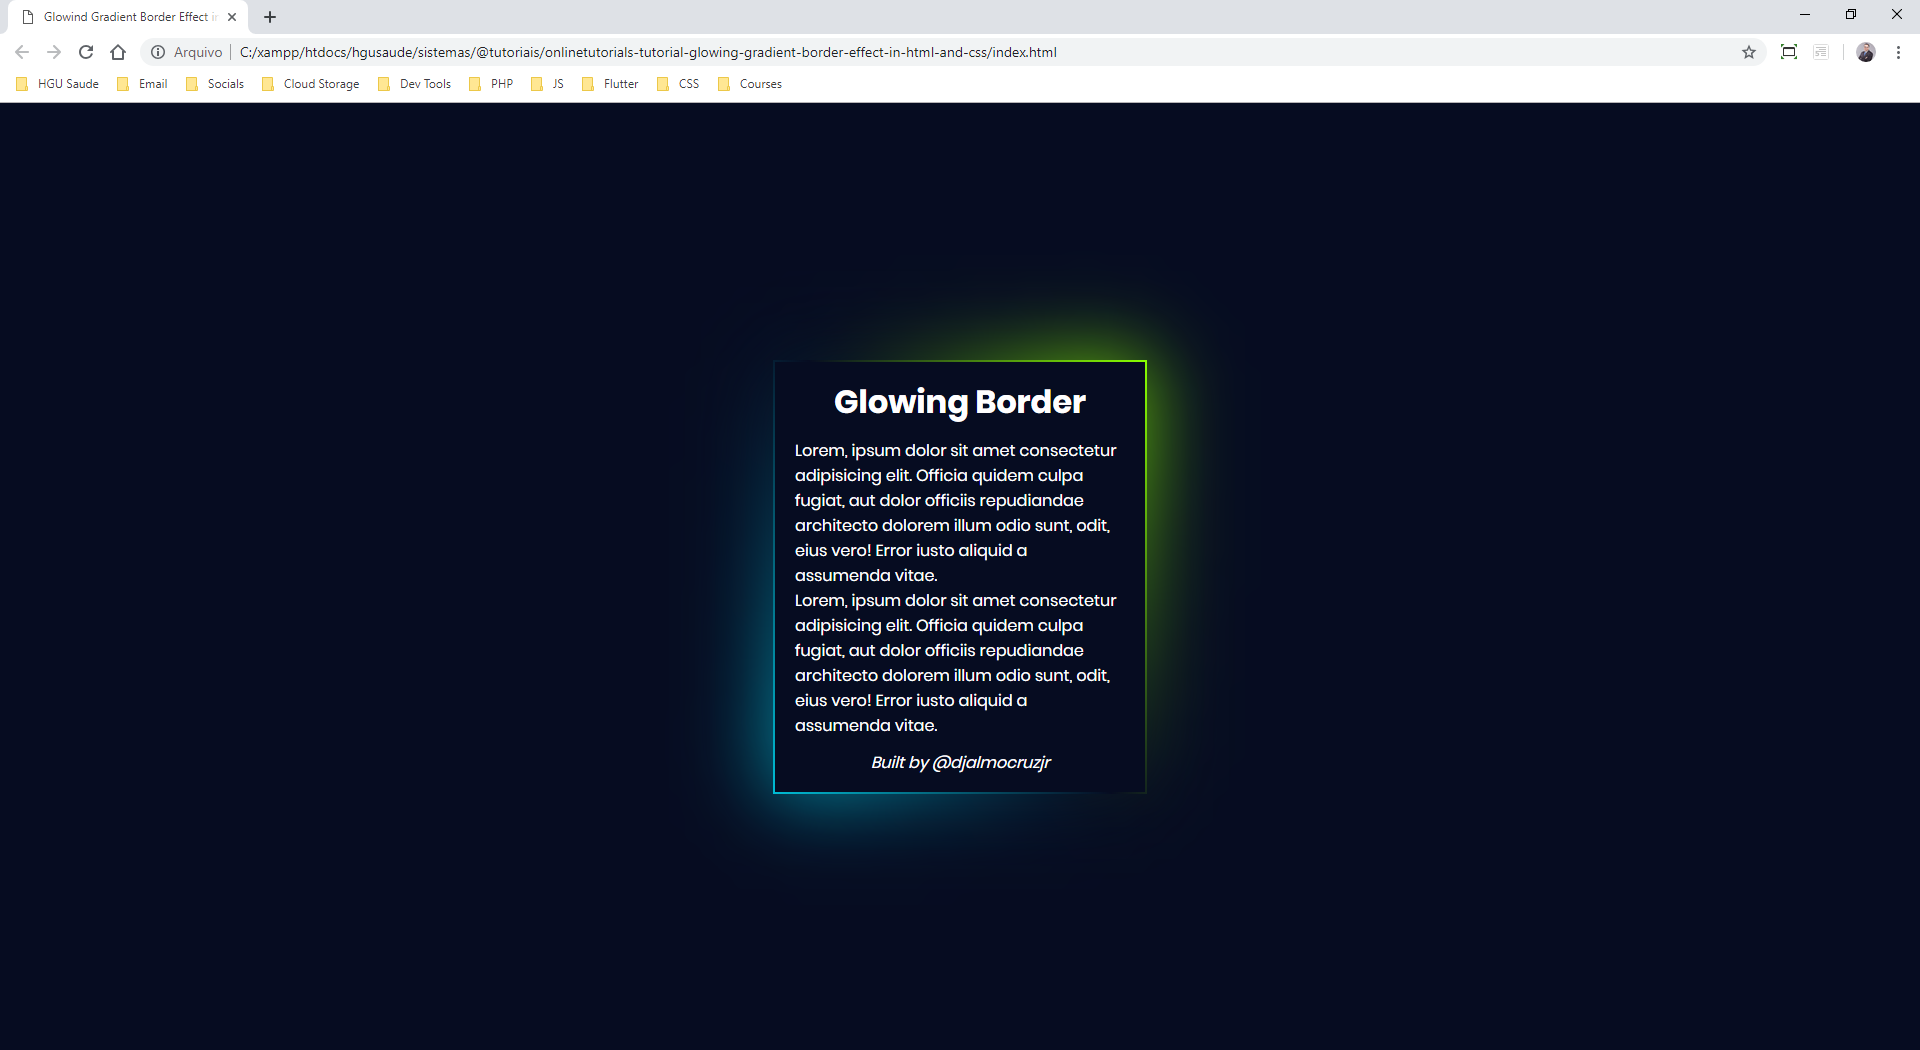 Glowind Gradient Border Effect in
Arquivo C:/xampp/htdocs/hgusaude/sistemas/@tutoriais/onlinetutorials-tutorial-glowing-gradient-border-effect-in-html-and-css/index.html
HGU Saude Email Socials Cloud Storage Dev Tools PHP JS Flutter CSS Courses
Glowing Border
Lorem, ipsum dolor sit amet consectetur
adipisicing elit. Officia quidem culpa
fugiat, aut dolor officiis repudiandae
architecto dolorem illum odio sunt, odit,
eius vero! Error iusto aliquid a
assumenda vitae.
Lorem, ipsum dolor sit amet consectetur
adipisicing elit. Officia quidem culpa
fugiat, aut dolor officiis repudiandae
architecto dolorem illum odio sunt, odit,
eius vero! Error iusto aliquid a
assumenda vitae.
Built by @djalmocruzjr